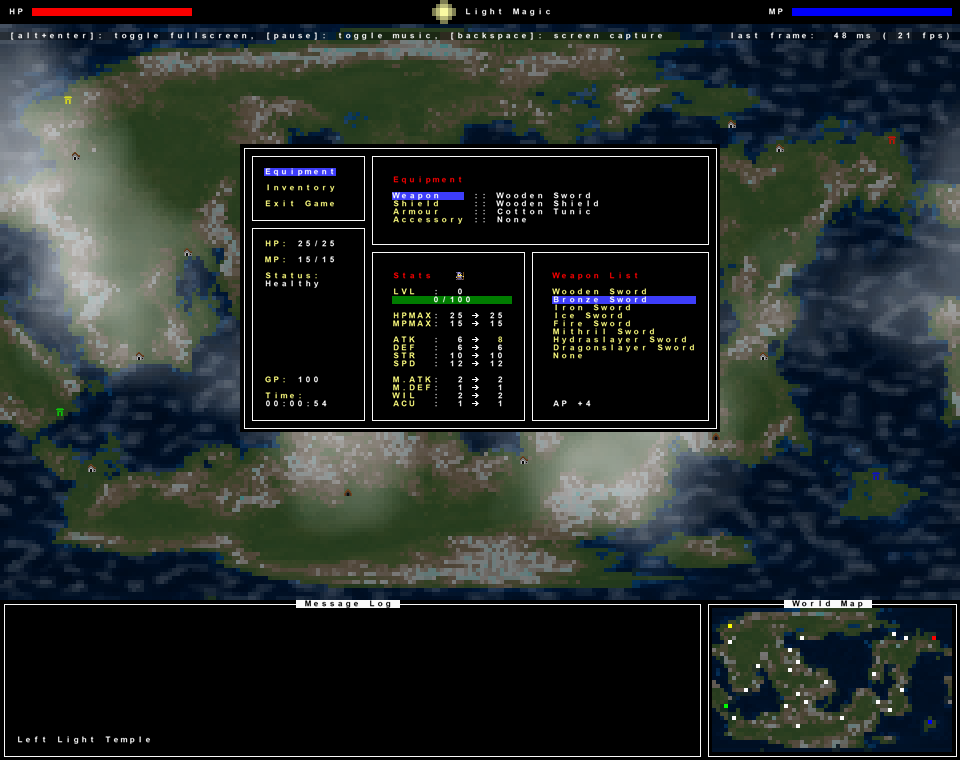 HP Light Magic MP
[alt+enter]: toggle fullscreen, [pause]: toggle music, [backspace]: screen capture last frame: 48 ms ( 21 fps)
Equipment
Inventory
Exit Game
HP: 25/25
MP: 15/15
Status:
Healthy
GP: 100
Time:
00:00:54
Equipment
Weapon :: Wooden Sword
Shield :: Wooden Shield
Armour :: Cotton Tunic
Accessory :: None
Stats
LVL : 0
0/100
HPMAX: 25 → 25
MPMAX: 15 → 15
ATK : 6 → 8
DEF : 6 → 6
STR : 10 → 10
SPD : 12 → 12
M.ATK: 2 → 2
M.DEF: 1 → 1
WIL : 2 → 2
ACU : 1 → 1
Weapon List
Wooden Sword
Bronze Sword
Iron Sword
Ice Sword
Fire Sword
Mithril Sword
Hydraslayer Sword
Dragonslayer Sword
None
AP +4
Message Log
Left Light Temple
World Map